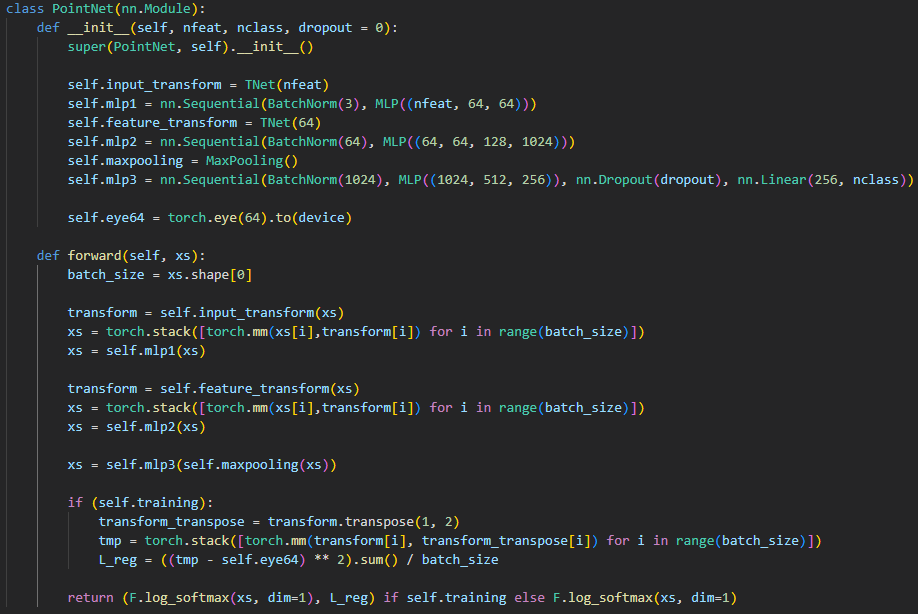 class PointNet(nn.Module):
    def __init__(self, nfeat, nclass, dropout = 0):
        super(PointNet, self).__init__()

        self.input_transform = TNet(nfeat)
        self.mlp1 = nn.Sequential(BatchNorm(3), MLP((nfeat, 64, 64)))
        self.feature_transform = TNet(64)
        self.mlp2 = nn.Sequential(BatchNorm(64), MLP((64, 64, 128, 1024)))
        self.maxpooling = MaxPooling()
        self.mlp3 = nn.Sequential(BatchNorm(1024), MLP((1024, 512, 256)), nn.Dropout(dropout), nn.Linear(256, nclass))

        self.eye64 = torch.eye(64).to(device)

    def forward(self, xs):
        batch_size = xs.shape[0]

        transform = self.input_transform(xs)
        xs = torch.stack([torch.mm(xs[i],transform[i]) for i in range(batch_size)])
        xs = self.mlp1(xs)

        transform = self.feature_transform(xs)
        xs = torch.stack([torch.mm(xs[i],transform[i]) for i in range(batch_size)])
        xs = self.mlp2(xs)

        xs = self.mlp3(self.maxpooling(xs))

        if (self.training):
            transform_transpose = transform.transpose(1, 2)
            tmp = torch.stack([torch.mm(transform[i], transform_transpose[i]) for i in range(batch_size)])
            L_reg = ((tmp - self.eye64) ** 2).sum() / batch_size

        return (F.log_softmax(xs, dim=1), L_reg) if self.training else F.log_softmax(xs, dim=1)